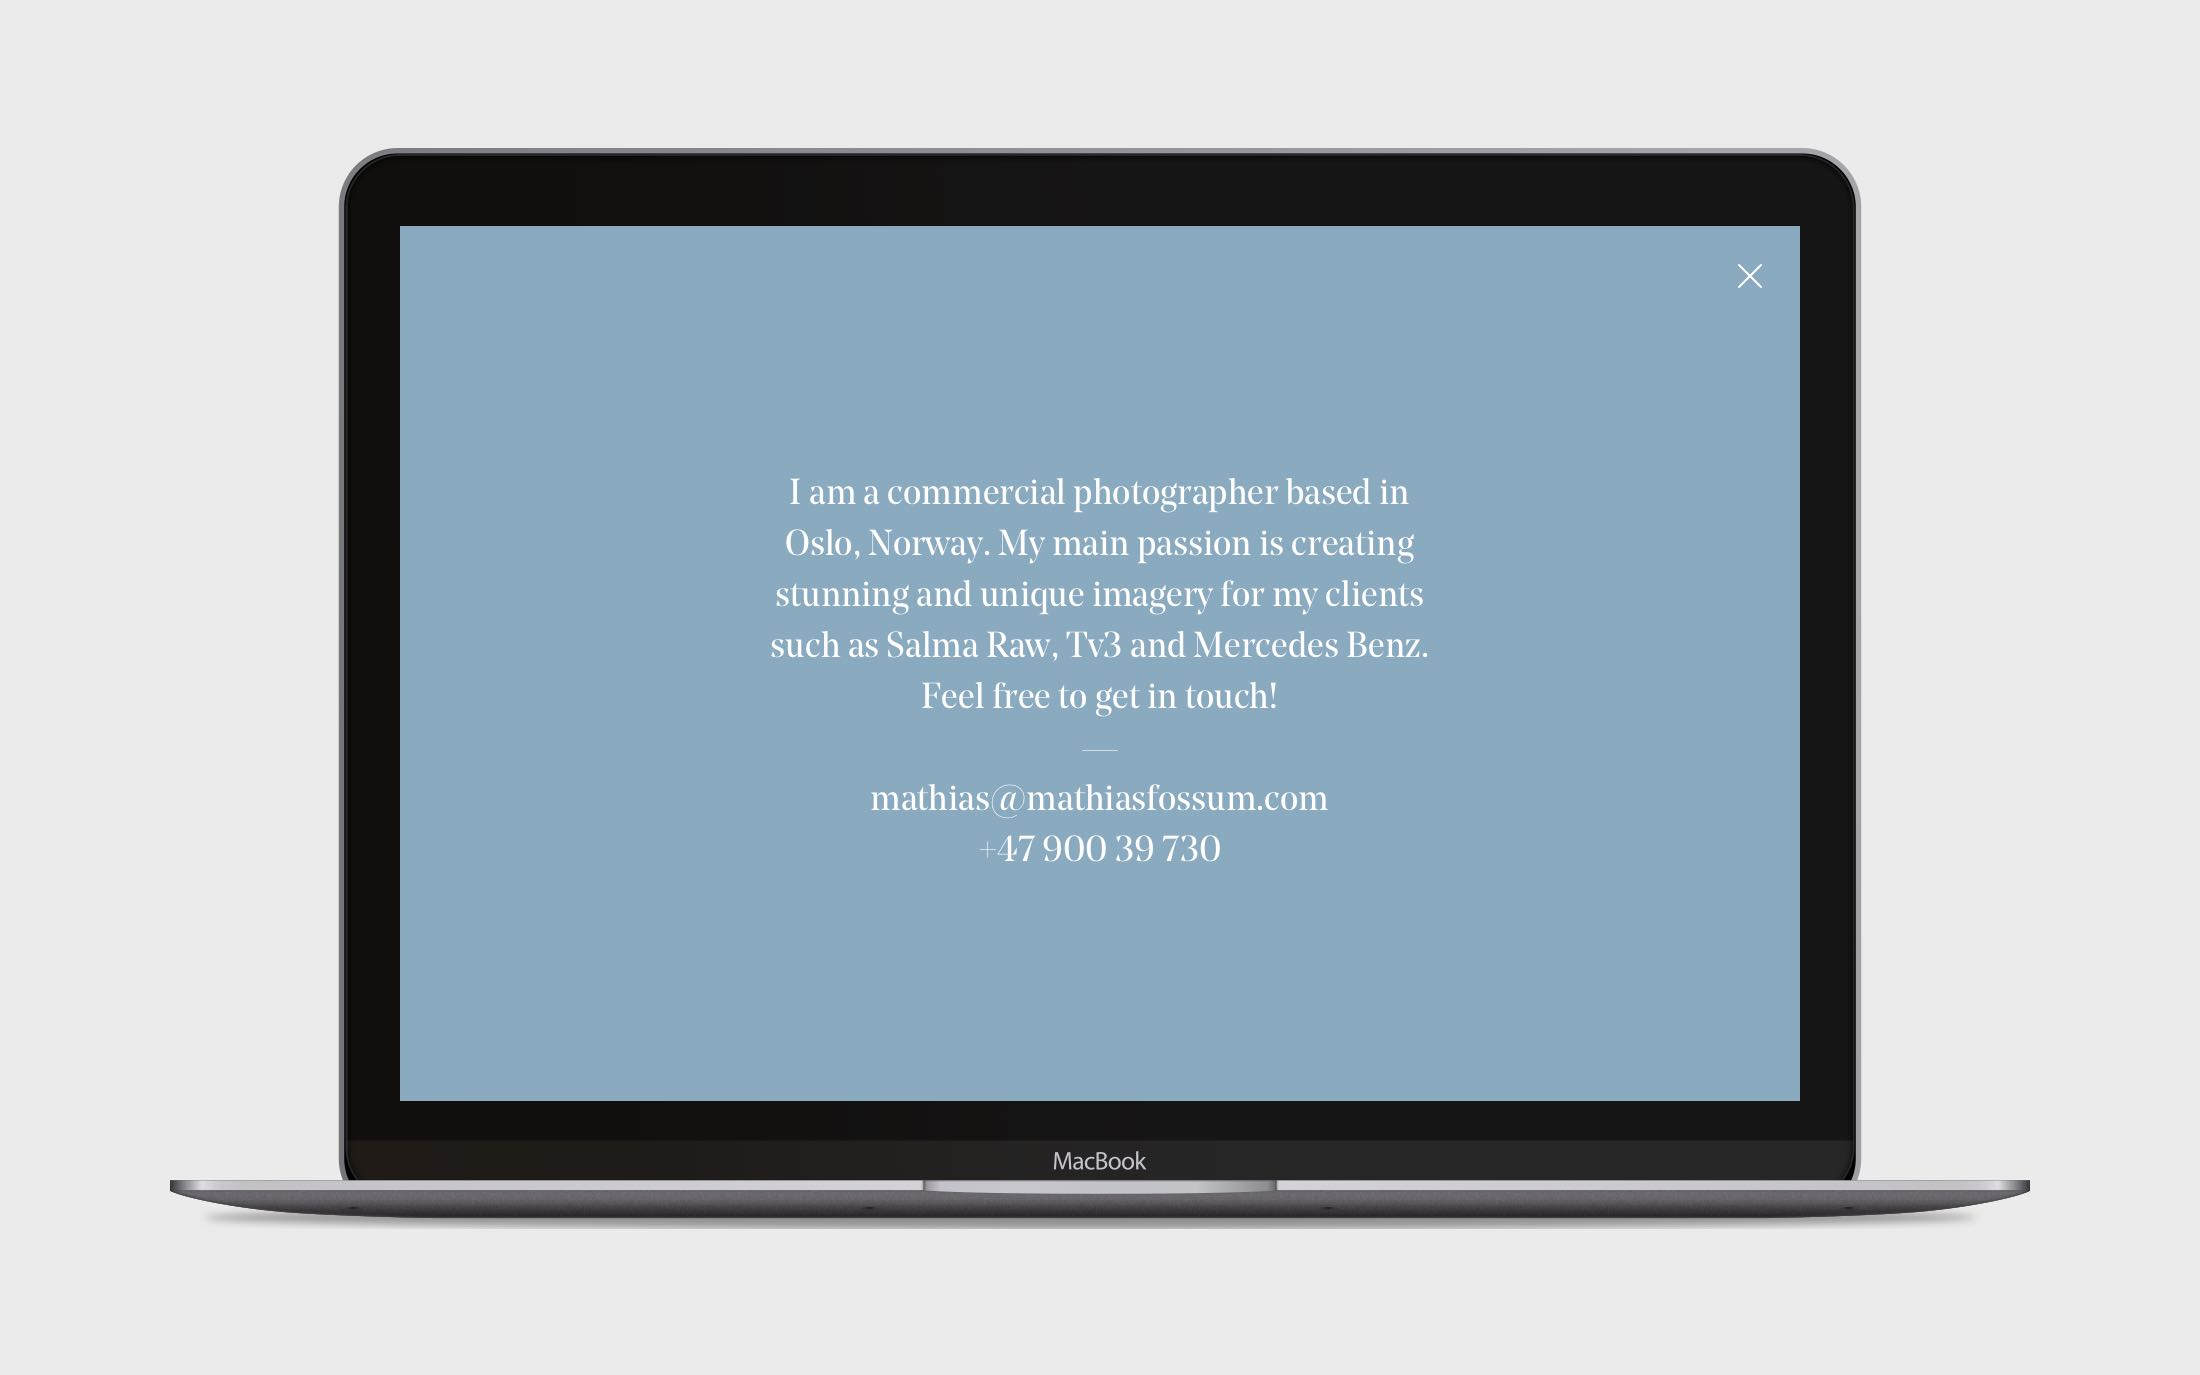 I am a commercial photographer based in
Oslo, Norway. My main passion is creating
stunning and unique imagery for my clients
such as Salma Raw, Tv3 and Mercedes Benz.
Feel free to get in touch!
mathias@mathiasfossum.com
+47 900 39 730
MacBook